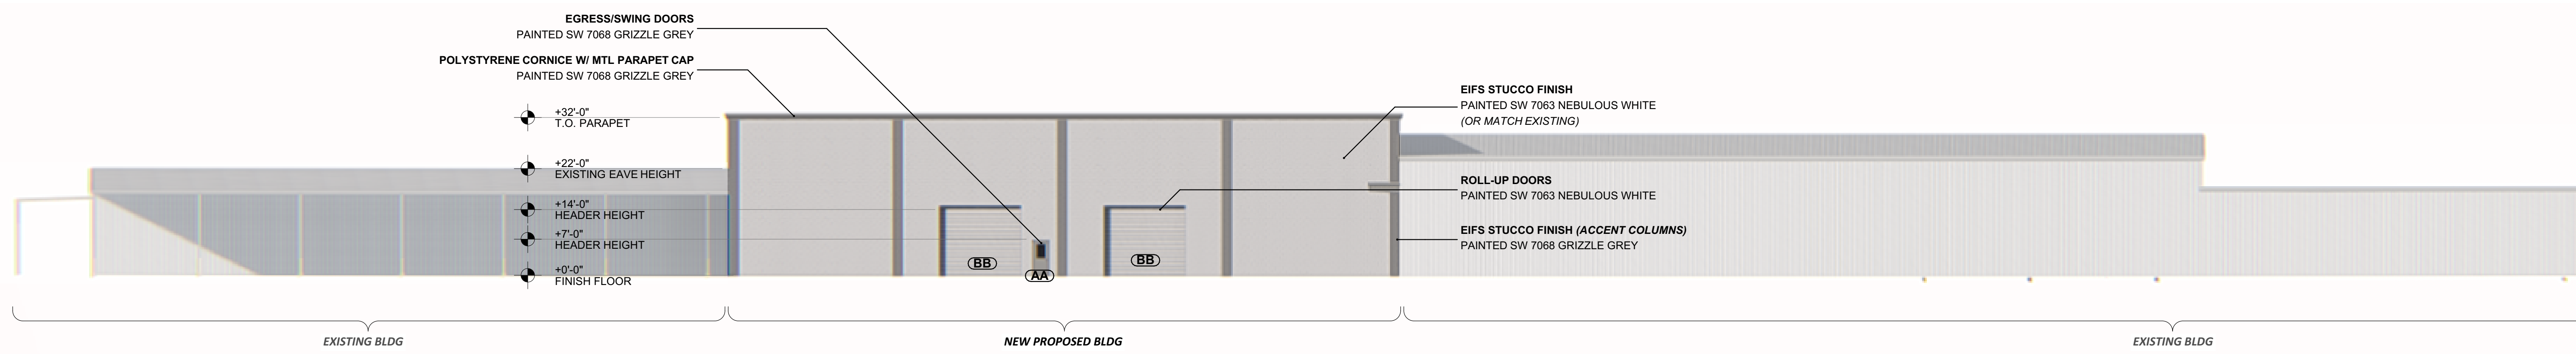 EGRESS/SWING DOORS
PAINTED SW 7068 GRIZZLE GREY
POLYSTYRENE CORNICE W/ MTL PARAPET CAP
PAINTED SW 7068 GRIZZLE GREY
+32'-0"
T.O. PARAPET
+22'-0"
EXISTING EAVE HEIGHT
+14'-0"
HEADER HEIGHT
+7'-0"
HEADER HEIGHT
+0'-0"
FINISH FLOOR
BB
AA
BB
EIFS STUCCO FINISH
PAINTED SW 7063 NEBULOUS WHITE
(OR MATCH EXISTING)
ROLL-UP DOORS
PAINTED SW 7063 NEBULOUS WHITE
EIFS STUCCO FINISH (ACCENT COLUMNS)
PAINTED SW 7068 GRIZZLE GREY
EXISTING BLDG
NEW PROPOSED BLDG
EXISTING BLDG